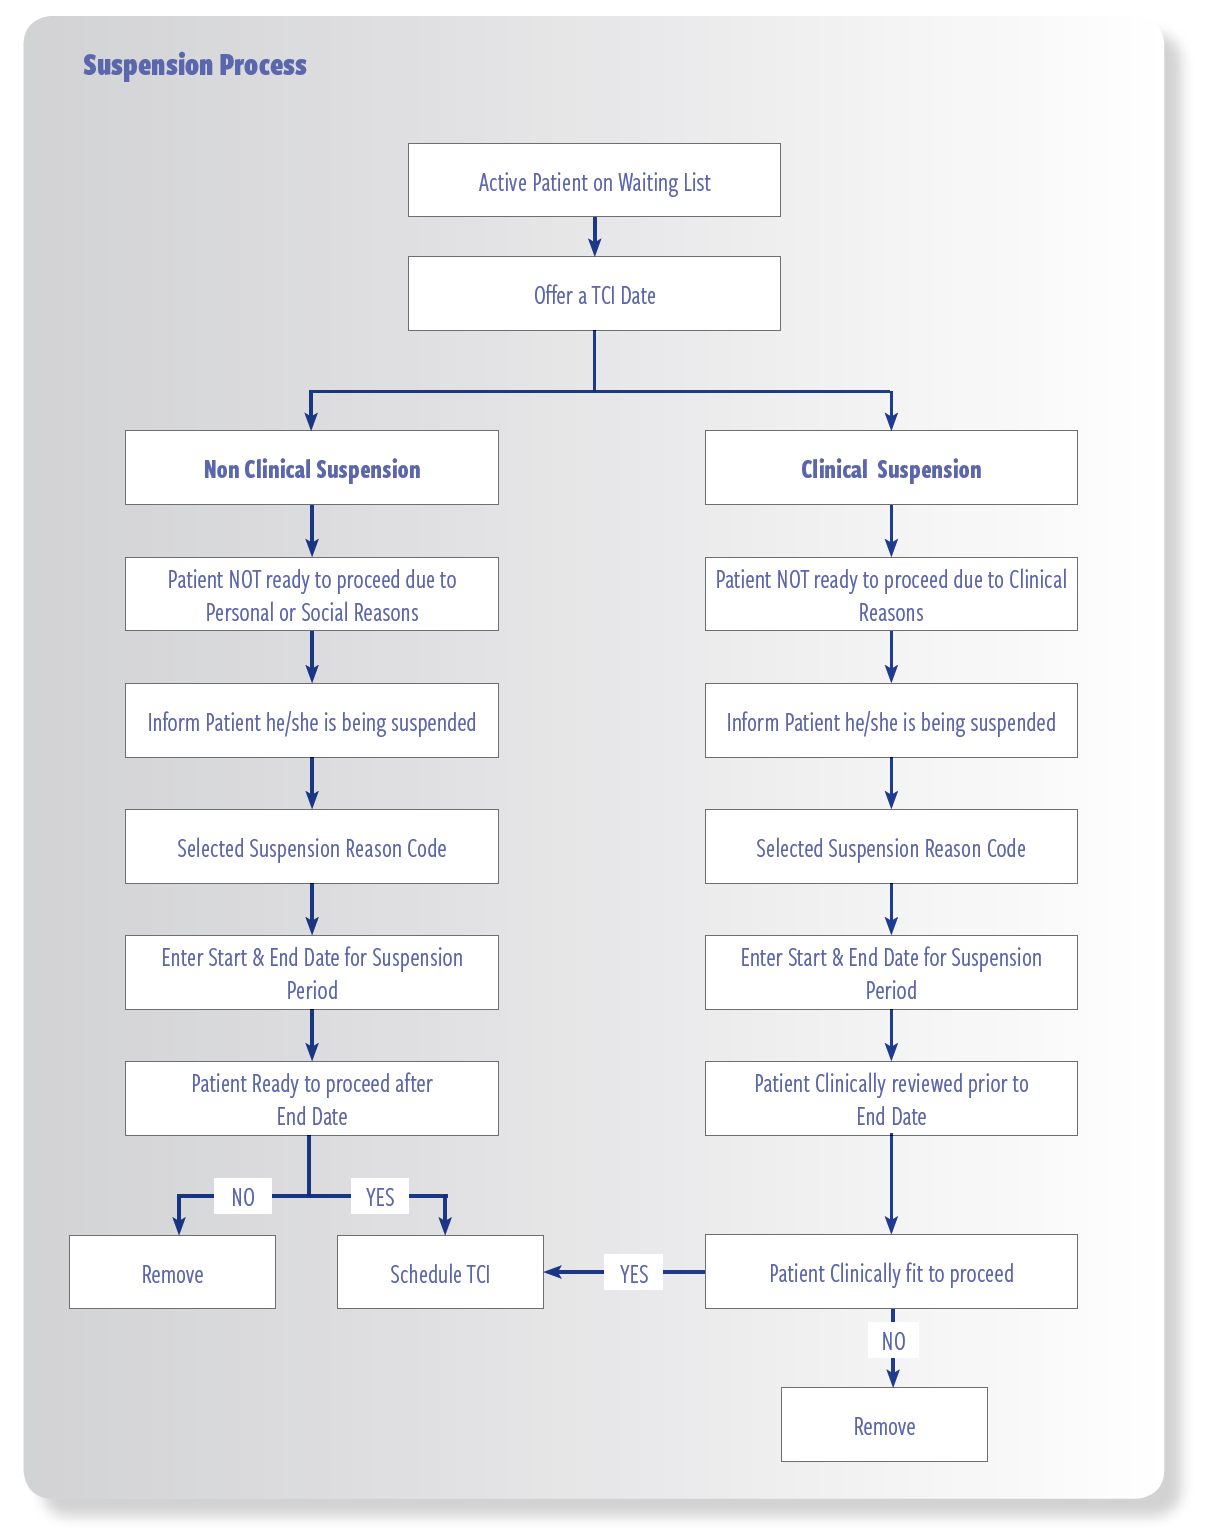 Suspension Process
Active Patient on Waiting List
Offer a TCI Date
Non Clinical Suspension
Clinical Suspension
Patient NOT ready to proceed due to
Personal or Social Reasons
Patient NOT ready to proceed due to Clinical
Reasons
Inform Patient he/she is being suspended
Inform Patient he/she is being suspended
Selected Suspension Reason Code
Selected Suspension Reason Code
Enter Start & End Date for Suspension
Period
Enter Start & End Date for Suspension
Period
Patient Ready to proceed after
End Date
Patient Clinically reviewed prior to
End Date
NO
YES
Remove
Schedule TCI
YES
Patient Clinically fit to proceed
NO
Remove